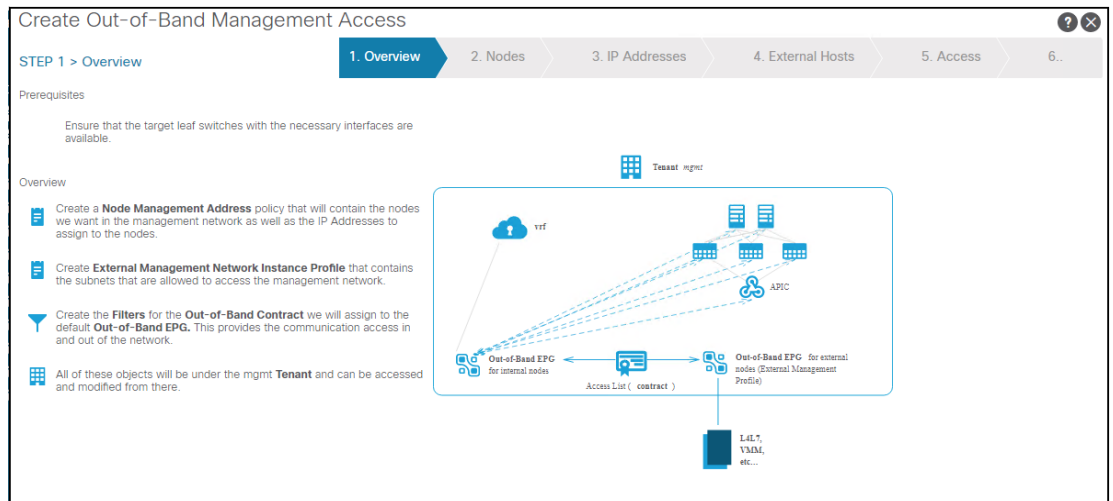 Create Out-of-Band Management Access
STEP 1 > Overview
1. Overview
2. Nodes
3. IP Addresses
4. External Hosts
5. Access
6..
Prerequisites
Ensure that the target leaf switches with the necessary interfaces are
available.
Overview
Create a Node Management Address policy that will contain the nodes
we want in the management network as well as the IP Addresses to
assign to the nodes.
Create External Management Network Instance Profile that contains
the subnets that are allowed to access the management network.
Create the Filters for the Out-of-Band Contract we will assign to the
default Out-of-Band EPG. This provides the communication access in
and out of the network.
All of these objects will be under the mgmt Tenant and can be accessed
and modified from there.
Tenant mgmt
vrf
APIC
Out-of-Band EPG
for internal nodes
Access List ( contract )
Out-of-Band EPG for external
nodes (External Management
Profile)
L4L7,
VMM,
etc...